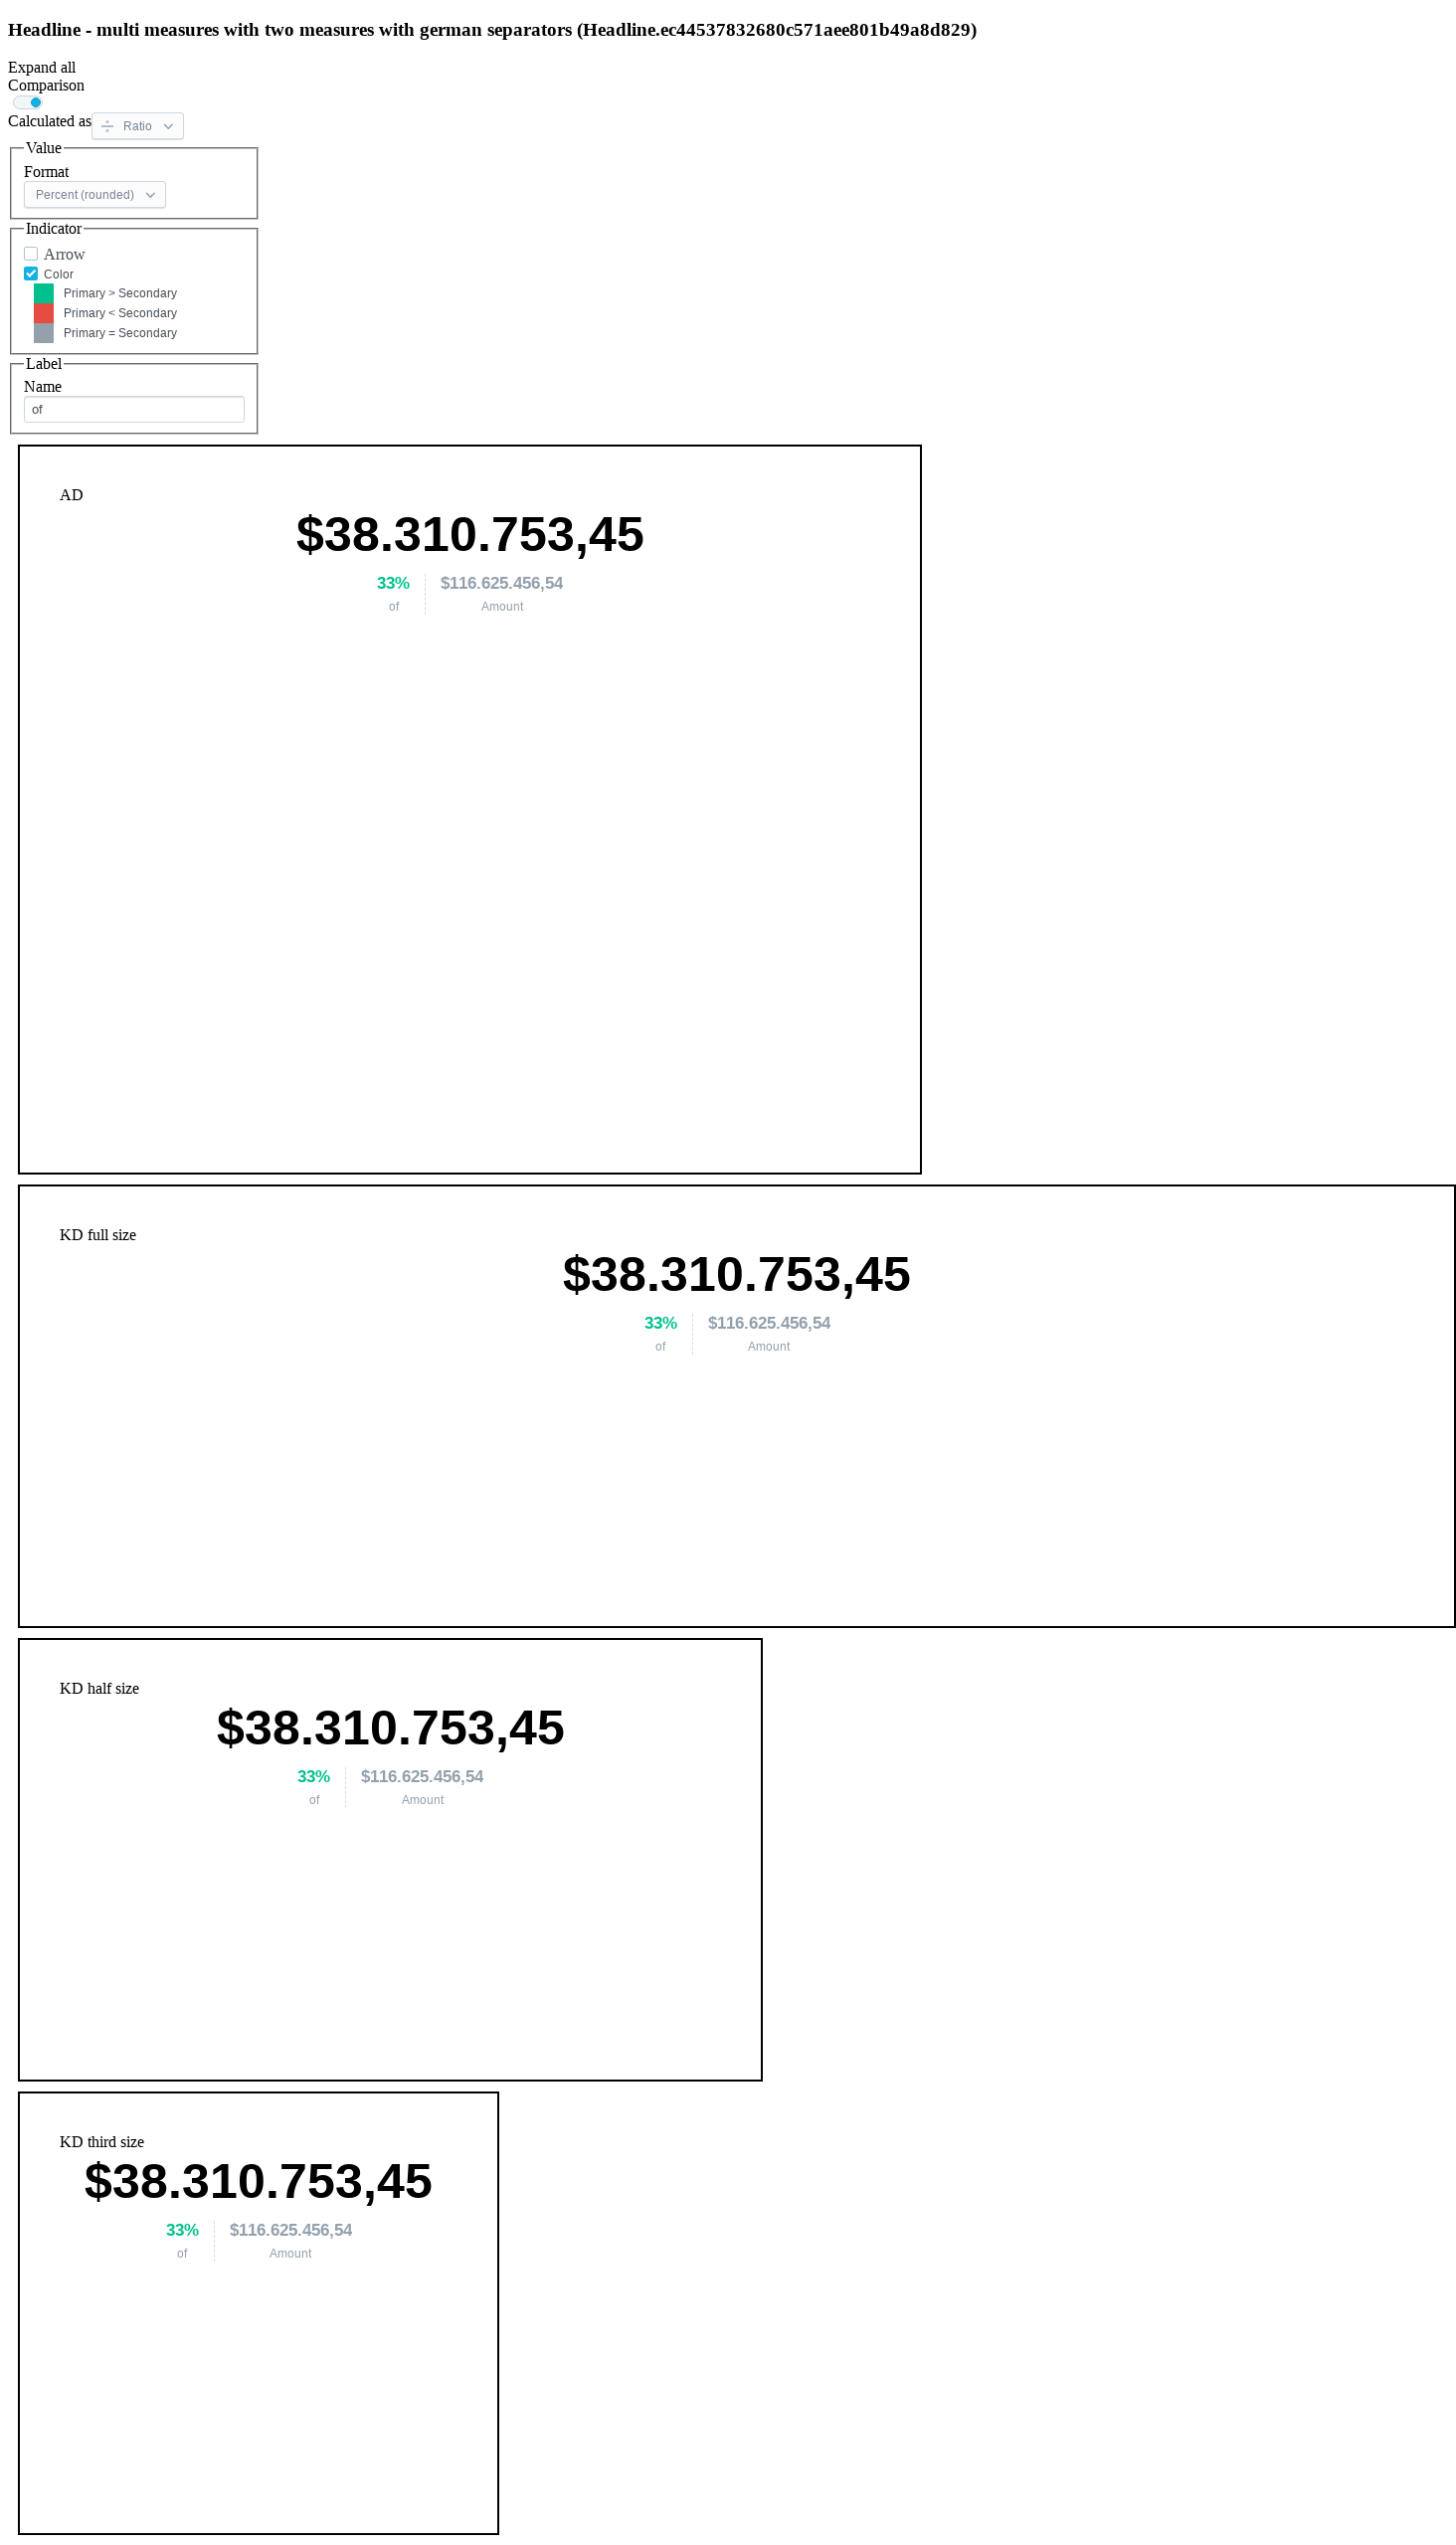 Headline - multi measures with two measures with german separators (Headline.ec44537832680c571aee801b49a8d829)
Expand all
Comparison
Calculated as
Ratio
Value
Format
Percent (rounded)
Indicator
Arrow
Color
Primary > Secondary
Primary < Secondary
Primary = Secondary
Label
Name
of
AD
$38.310.753,45
33%
$116.625.456,54
of
Amount
KD full size
$38.310.753,45
33%
$116.625.456,54
of
Amount
KD half size
$38.310.753,45
33%
$116.625.456,54
of
Amount
KD third size
$38.310.753,45
33%
$116.625.456,54
of
Amount